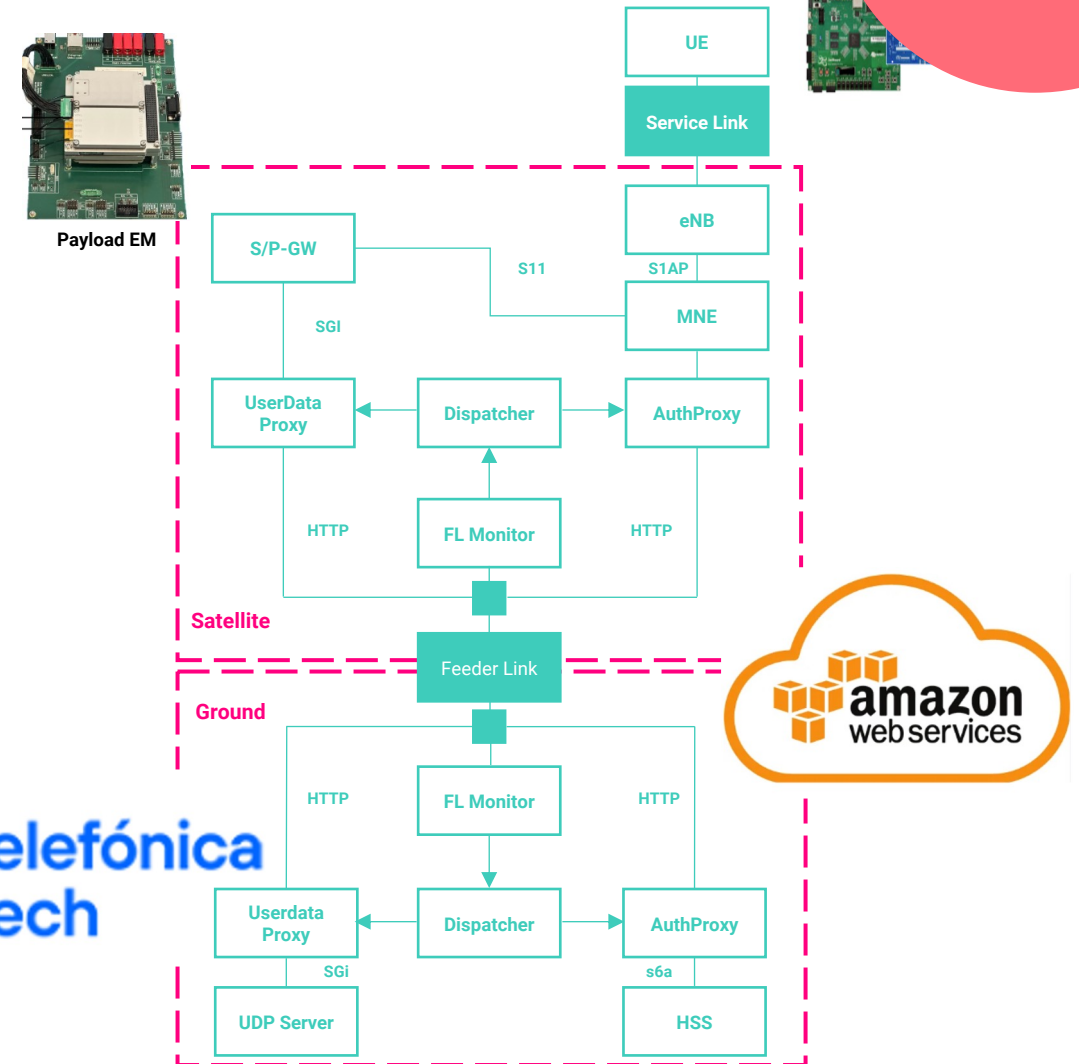 UE
Service Link
Payload EM
eNB
S/P-GW
S11
S1AP
MNE
SGI
UserData
Proxy
Dispatcher
AuthProxy
HTTP
FL Monitor
HTTP
Satellite
Feeder Link
Ground
amazon
web services
HTTP
FL Monitor
HTTP
elefónica
ech
Userdata
Proxy
Dispatcher
AuthProxy
SGi
s6a
UDP Server
HSS